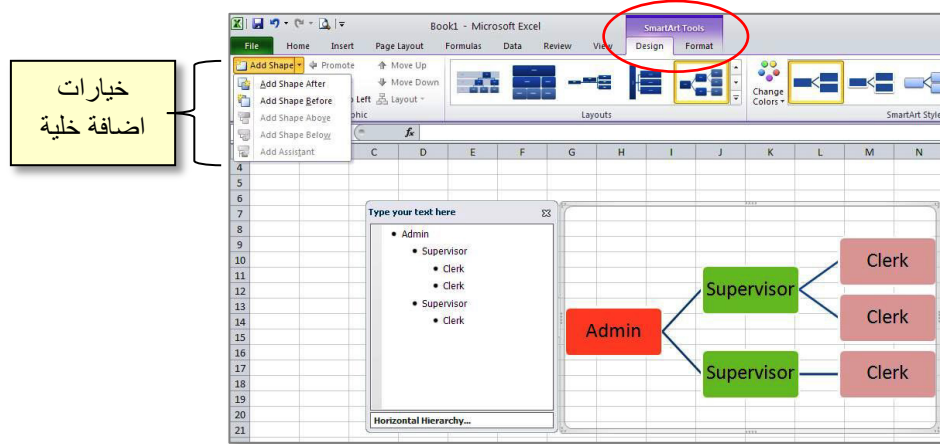 Book1 - Microsoft Excel
SmartArt Tools
File Home Insert Page Layout Formulas Data Review View Design Format
Add Shape Promote Move Up
Move Down
Left Layout
Change
Colors
Layouts
SmartArt Style
Add Shape After
Add Shape Before
Add Shape Above
Add Shape Below
Add Assistant
خيارات
اضافة خلية
fx
C D E F G H I J K L M N
4
5
6
7
8
9
10
11
12
13
14
15
16
17
18
19
20
21
Type your text here
Admin
Supervisor
Clerk
Clerk
Supervisor
Clerk
Horizontal Hierarchy...
Admin
Supervisor
Supervisor
Clerk
Clerk
Clerk